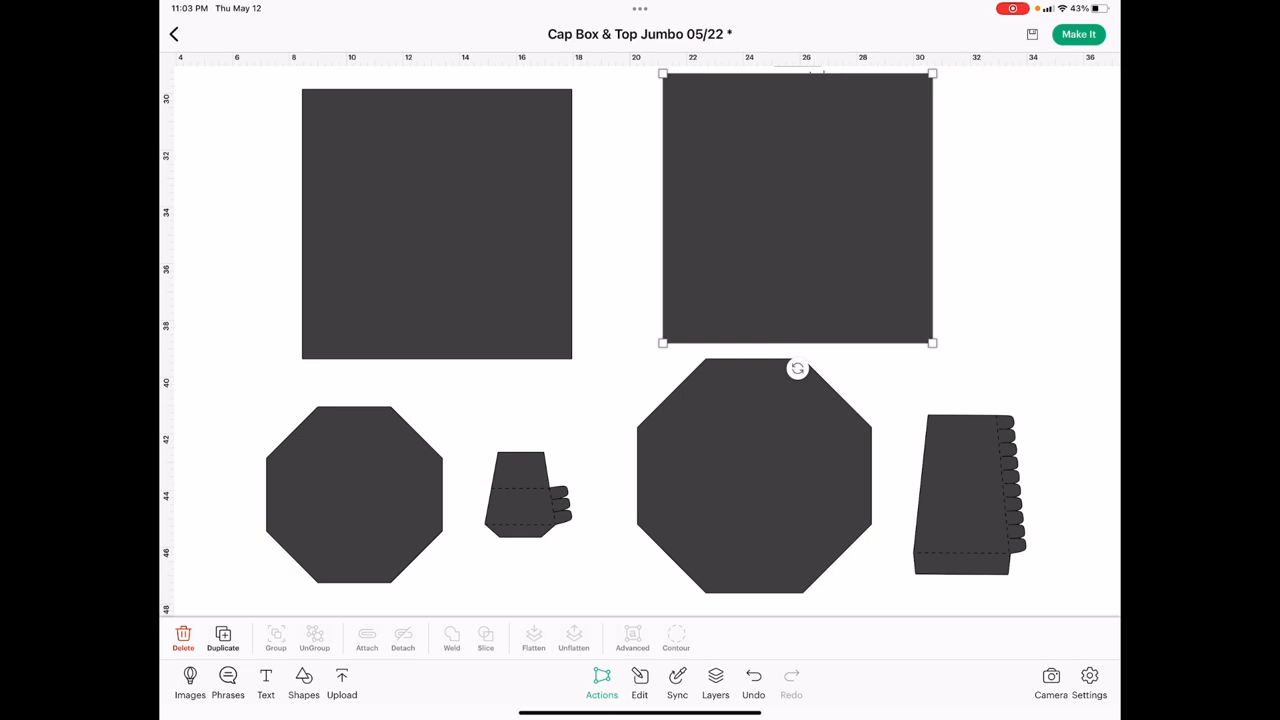 11:03 PM Thu May 12
43%
Cap Box & Top Jumbo 05/22 *
Make It
4 6 8 10 12 14 16 18 20 22 24 26 28 30 32 34 36
30
32
34
36
38
40
42
44
46
48
Delete Duplicate Group UnGroup Attach Detach Weld Slice Flatten Unflatten Advanced Contour
Images Phrases Text Shapes Upload Actions Edit Sync Layers Undo Redo Camera Settings